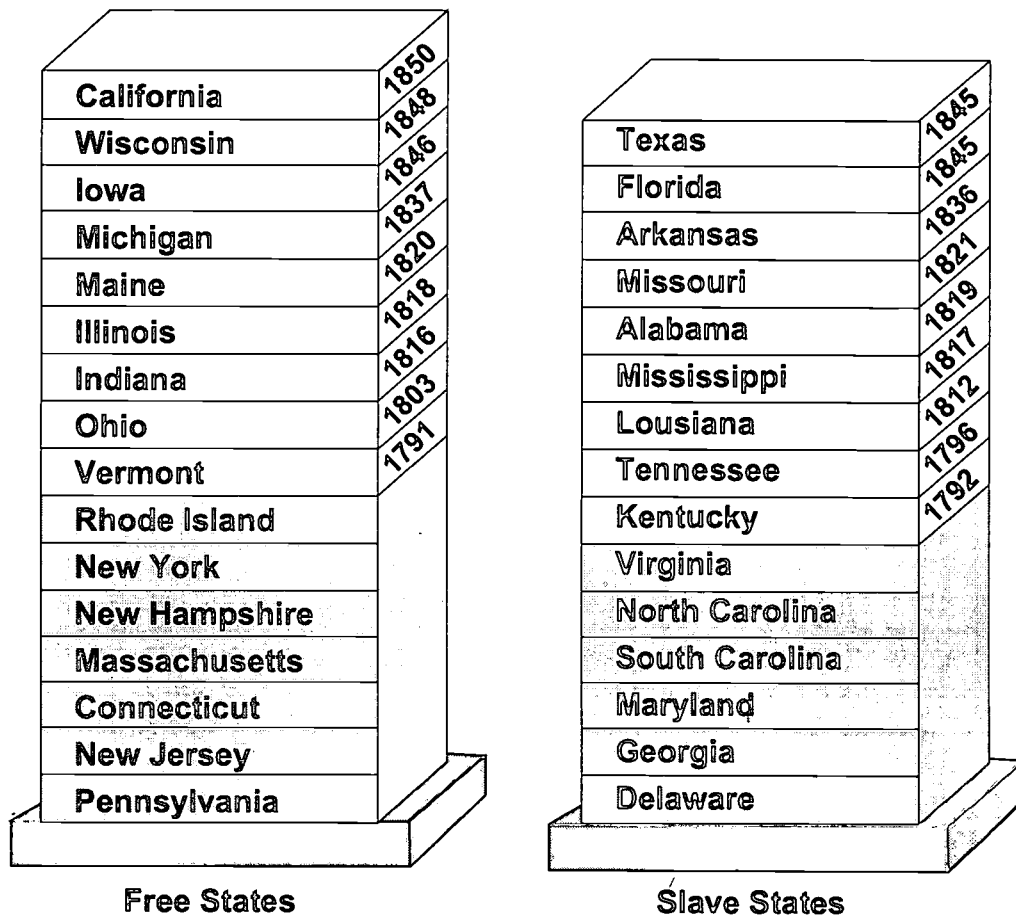 California 1850
Wisconsin 1848
Iowa 1846
Michigan 1837
Maine 1820
Illinois 1818
Indiana 1816
Ohio 1803
Vermont 1791
Rhode Island
New York
New Hampshire
Massachusetts
Connecticut
New Jersey
Pennsylvania
Free States
Texas 1845
Florida 1845
Arkansas 1836
Missouri 1821
Alabama 1819
Mississippi 1817
Lousiana 1812
Tennessee 1796
Kentucky 1792
Virginia
North Carolina
South Carolina
Maryland
Georgia
Delaware
Slave States